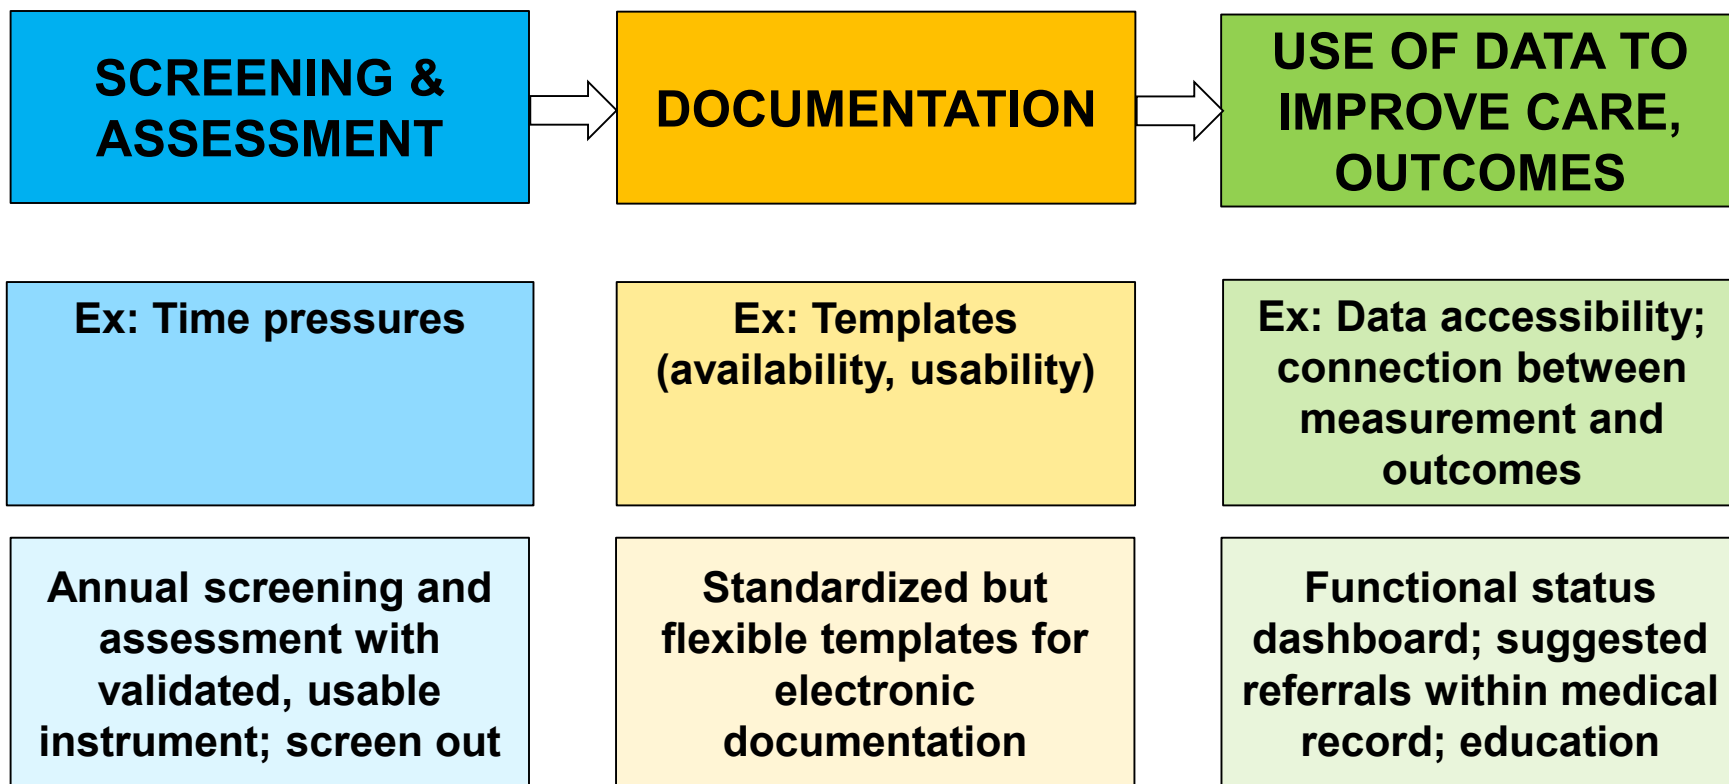 SCREENING &
ASSESSMENT
DOCUMENTATION
USE OF DATA TO
IMPROVE CARE,
OUTCOMES
Ex: Time pressures
Ex: Templates
(availability, usability)
Ex: Data accessibility;
connection between
measurement and
outcomes
Annual screening and
assessment with
validated, usable
instrument; screen out
Standardized but
flexible templates for
electronic
documentation
Functional status
dashboard; suggested
referrals within medical
record; education